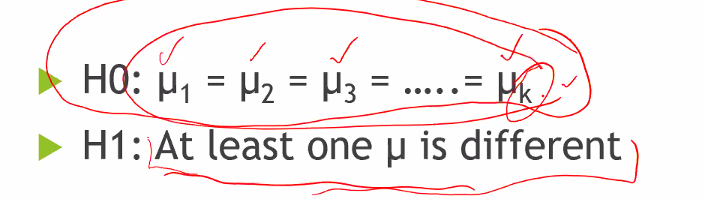 H0: μ₁ = μ₂ = μ₃ = …..= μₖ
H1: At least one μ is different